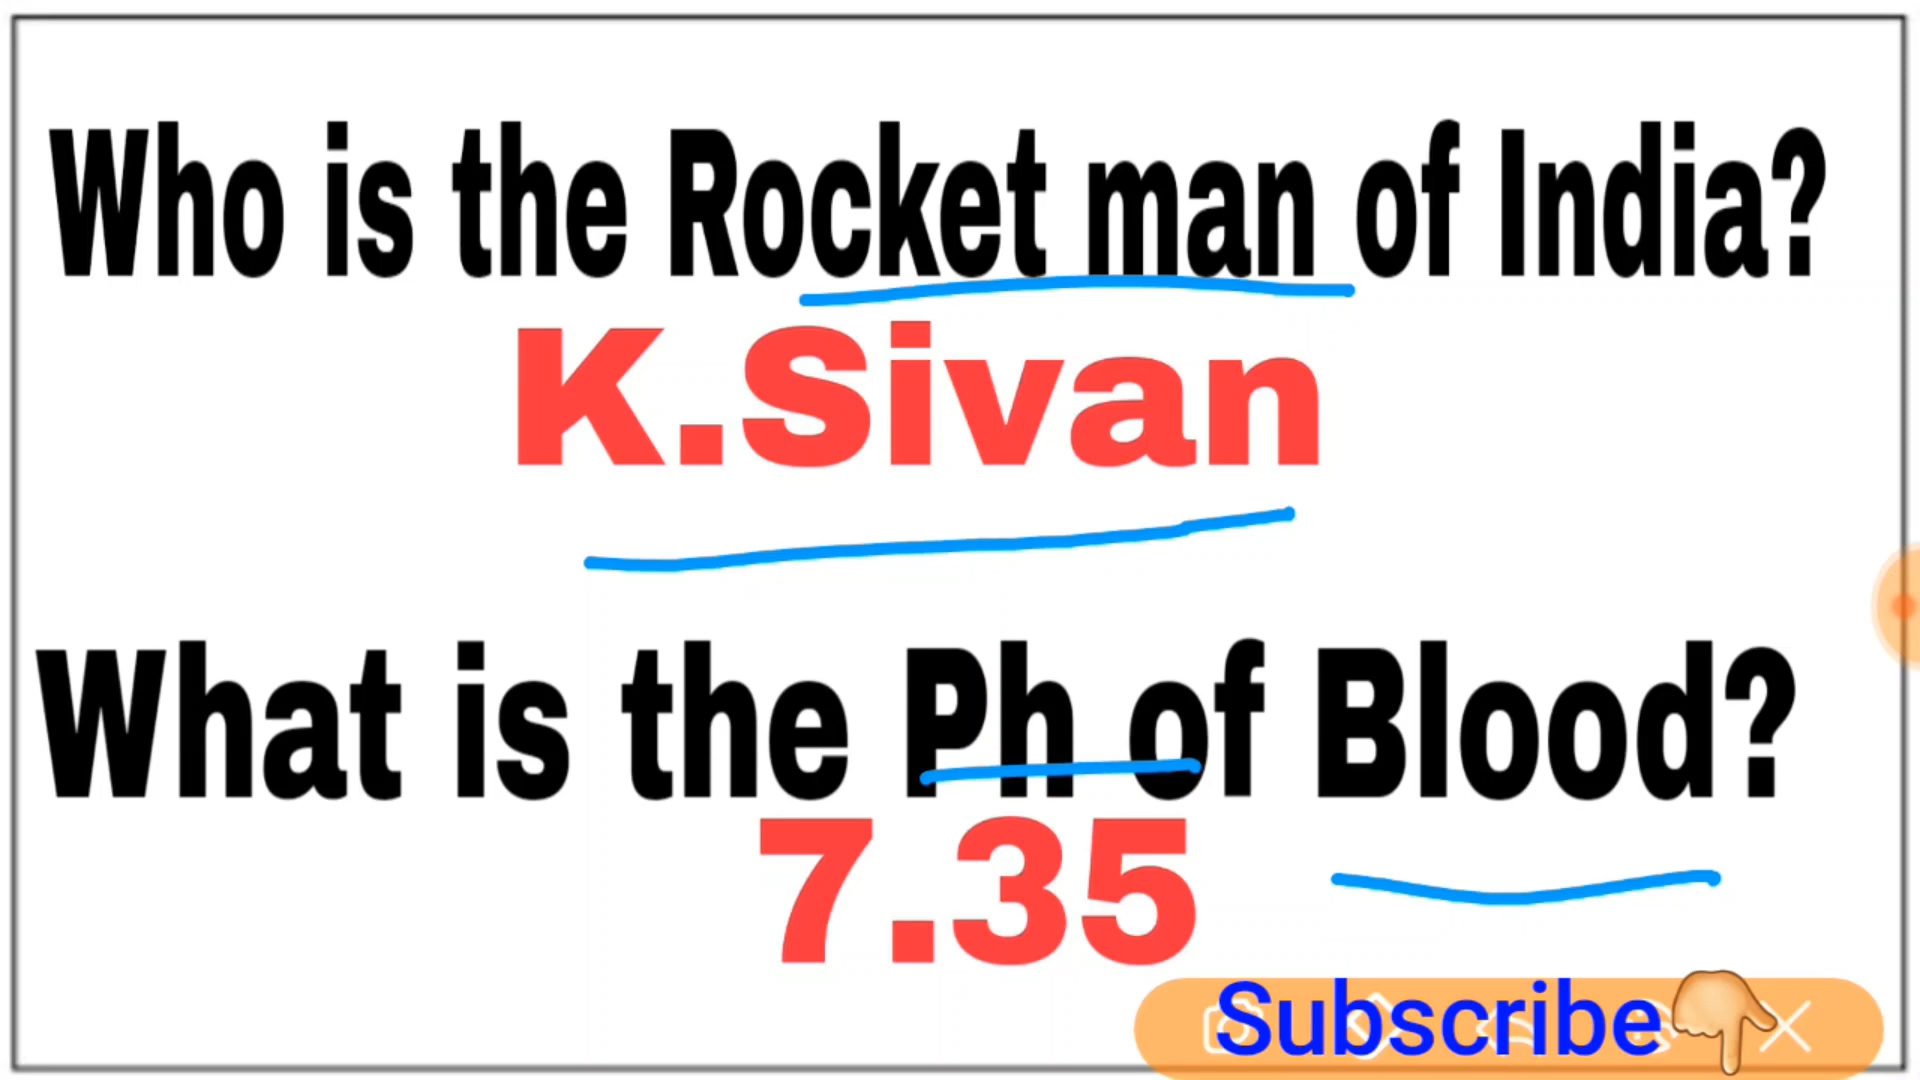 Who is the Rocket man of India?
K.Sivan
What is the Ph of Blood?
7.35
Subscribe